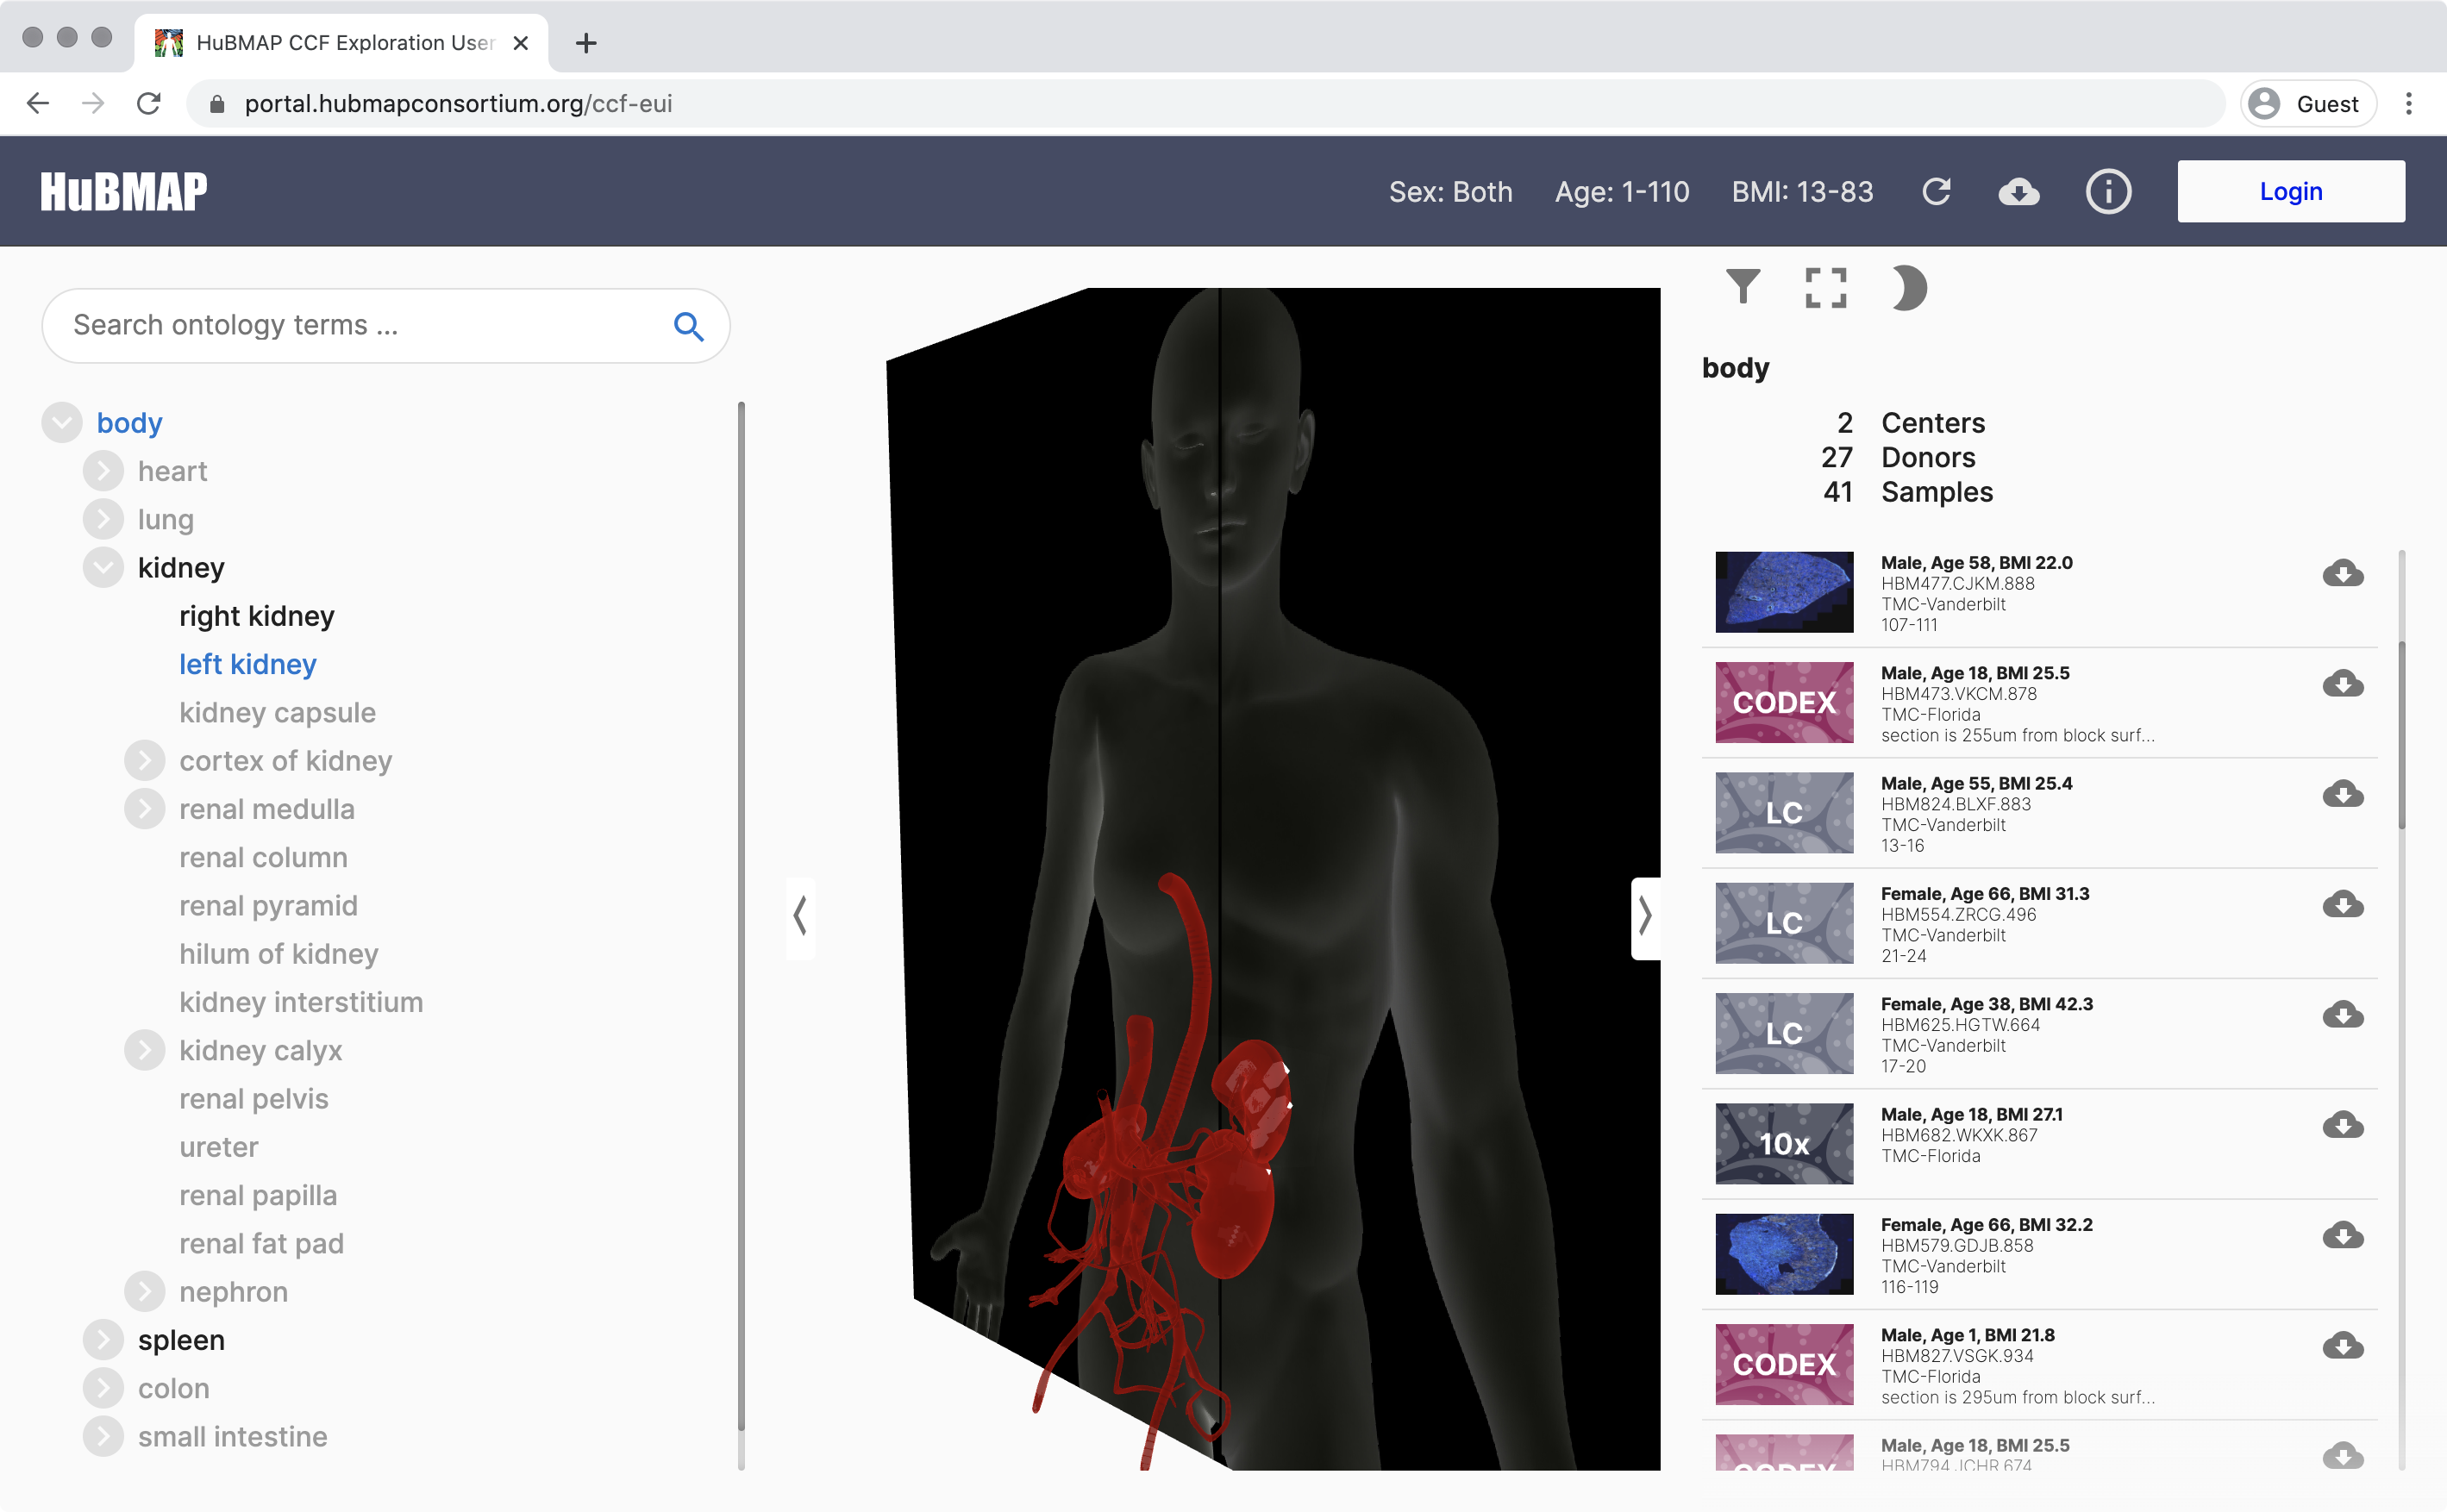 HuBMAP CCF Exploration User
portal.hubmapconsortium.org/ccf-eui
Guest
HuBMAP
Sex: Both
Age: 1-110
BMI: 13-83
Login
Search ontology terms ...
body
heart
lung
kidney
right kidney
left kidney
kidney capsule
cortex of kidney
renal medulla
renal column
renal pyramid
hilum of kidney
kidney interstitium
kidney calyx
renal pelvis
ureter
renal papilla
renal fat pad
nephron
spleen
colon
small intestine
body
2 Centers
27 Donors
41 Samples
Male, Age 58, BMI 22.0
HBM477.CJKM.888
TMC-Vanderbilt
107-111
CODEX
Male, Age 18, BMI 25.5
HBM473.VKCM.878
TMC-Florida
section is 255um from block surf...
LC
Male, Age 55, BMI 25.4
HBM824.BLXF.883
TMC-Vanderbilt
13-16
LC
Female, Age 66, BMI 31.3
HBM554.ZRCG.496
TMC-Vanderbilt
21-24
LC
Female, Age 38, BMI 42.3
HBM625.HGTW.664
TMC-Vanderbilt
17-20
10x
Male, Age 18, BMI 27.1
HBM682.WKXK.867
TMC-Florida
Female, Age 66, BMI 32.2
HBM579.GDJB.858
TMC-Vanderbilt
116-119
CODEX
Male, Age 1, BMI 21.8
HBM827.VSGK.934
TMC-Florida
section is 295um from block surf...
CODEX
Male, Age 18, BMI 25.5
HBM794.JCHR.674